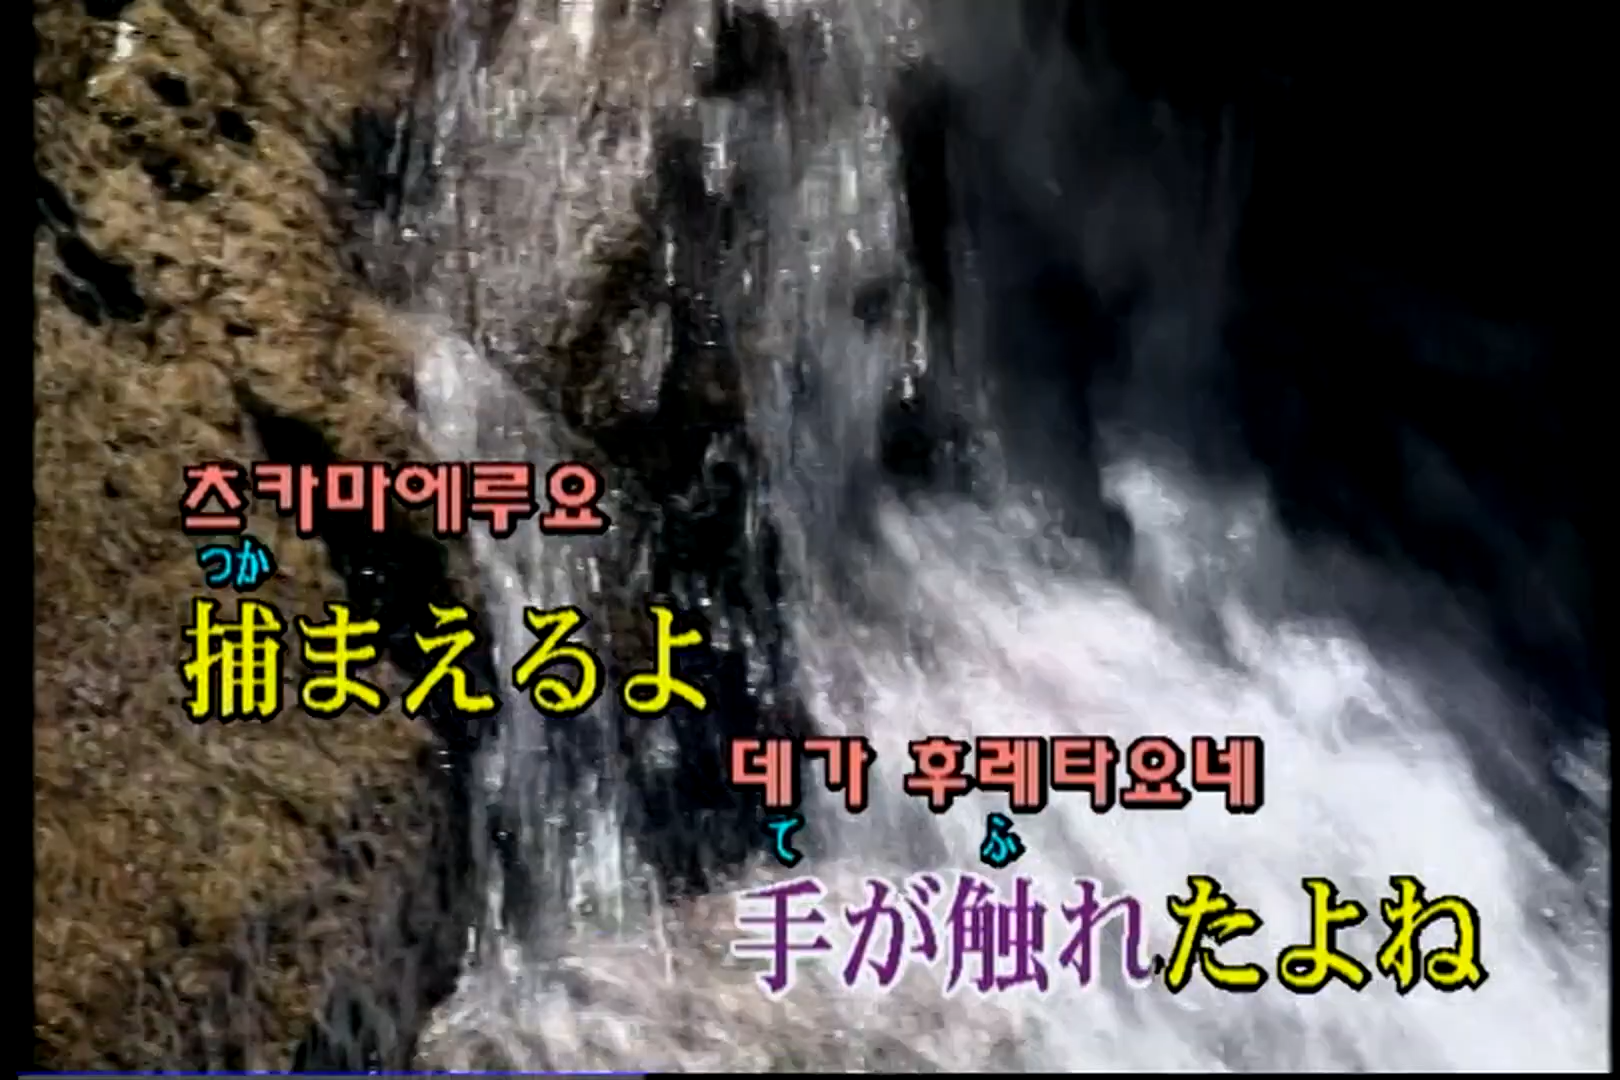 츠카마에루요
つか
捕まえるよ
데가 후레타요네
て ふ
手が触れたよね